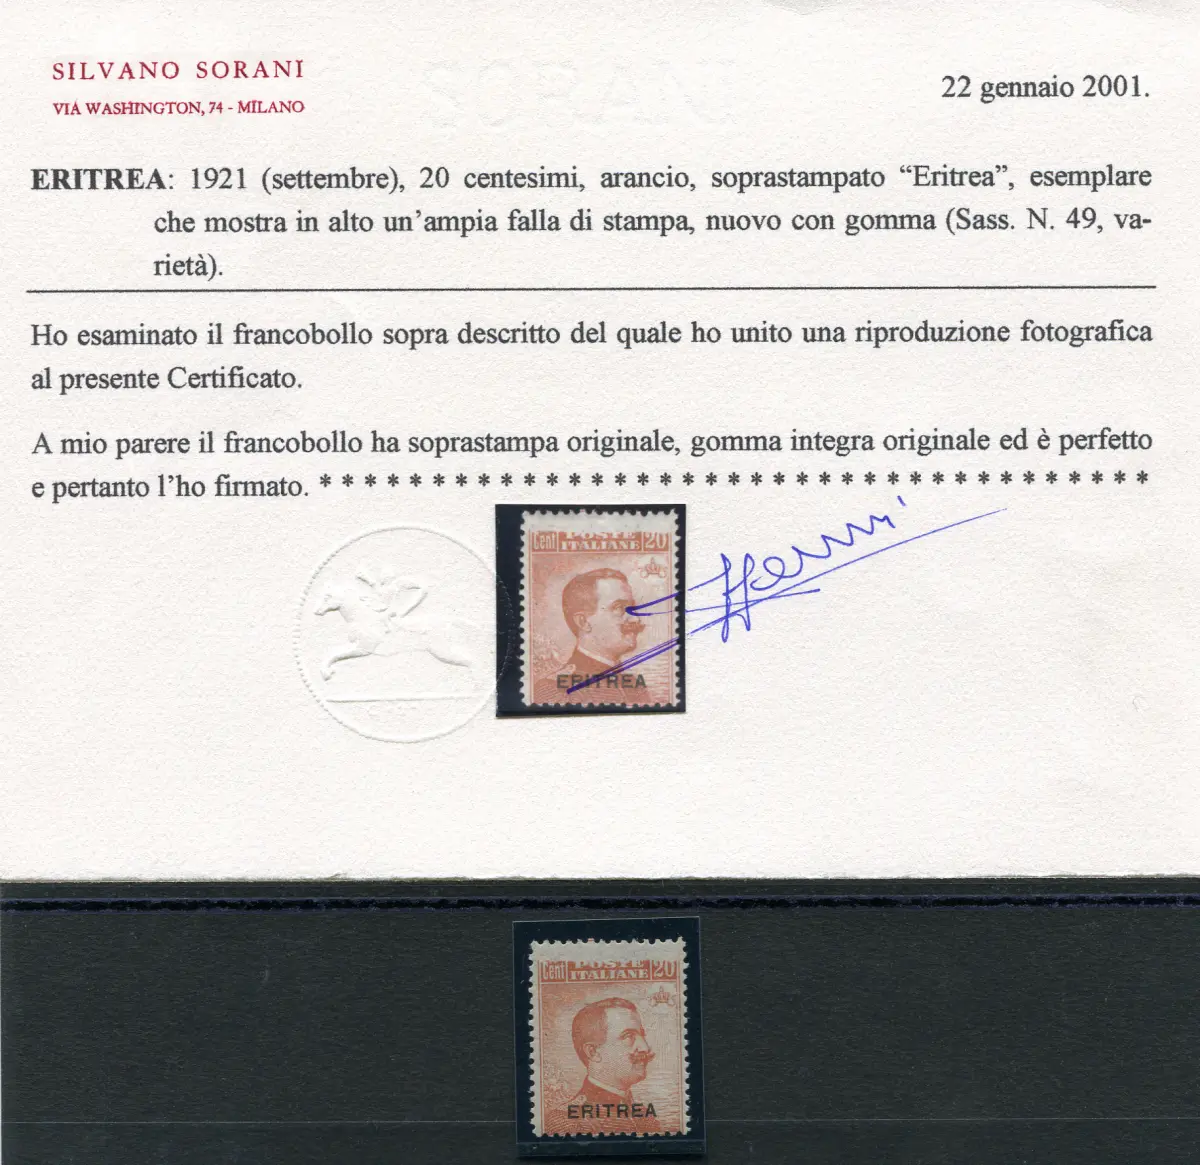 SILVANO SORANI
VIA WASHINGTON, 74 - MILANO
22 gennaio 2001.
ERITREA: 1921 (settembre), 20 centesimi, arancio, soprastampato “Eritrea”, esemplare
che mostra in alto un’ampia falla di stampa, nuovo con gomma (Sass. N. 49, va-
rietà).
Ho esaminato il francobollo sopra descritto del quale ho unito una riproduzione fotografica
al presente Certificato.
A mio parere il francobollo ha soprastampa originale, gomma integra originale ed è perfetto
e pertanto l’ho firmato. * * * * * * * * * * * * * * * * * * * * * * * * * * * * * * * * * * * * *
Cent POSTE 20
ITALIANE
ERITREA
Cent POSTE 20
ITALIANE
ERITREA